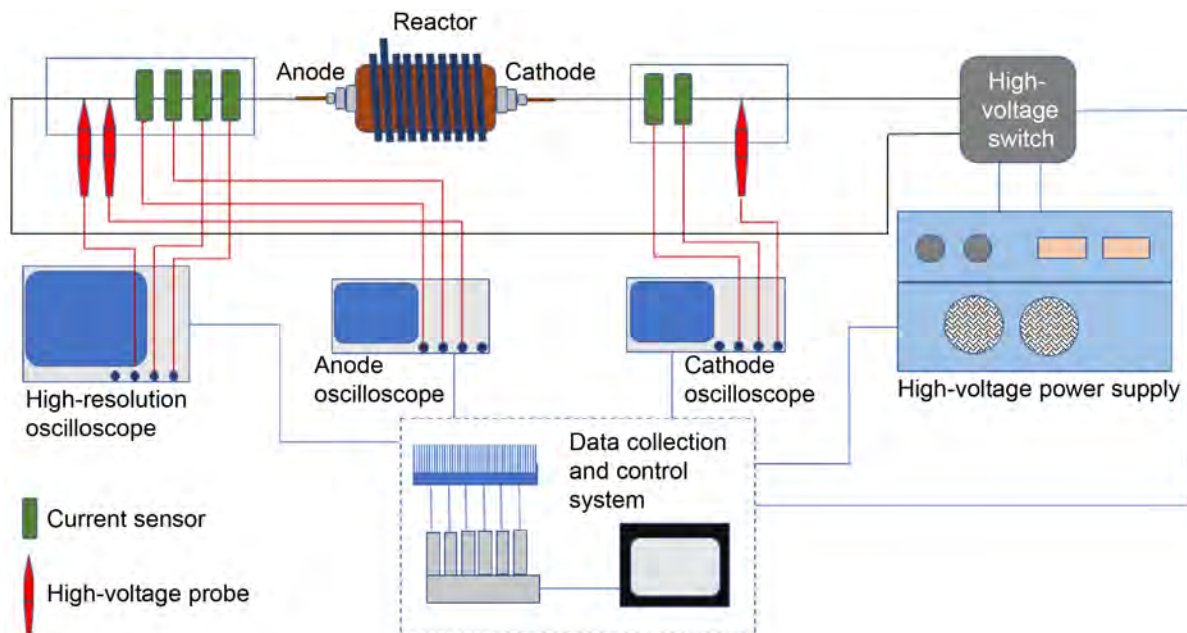 Reactor
Anode
Cathode
High-
voltage
switch
High-resolution
oscilloscope
Anode
oscilloscope
Cathode
oscilloscope
High-voltage power supply
Data collection
and control
system
Current sensor
High-voltage probe